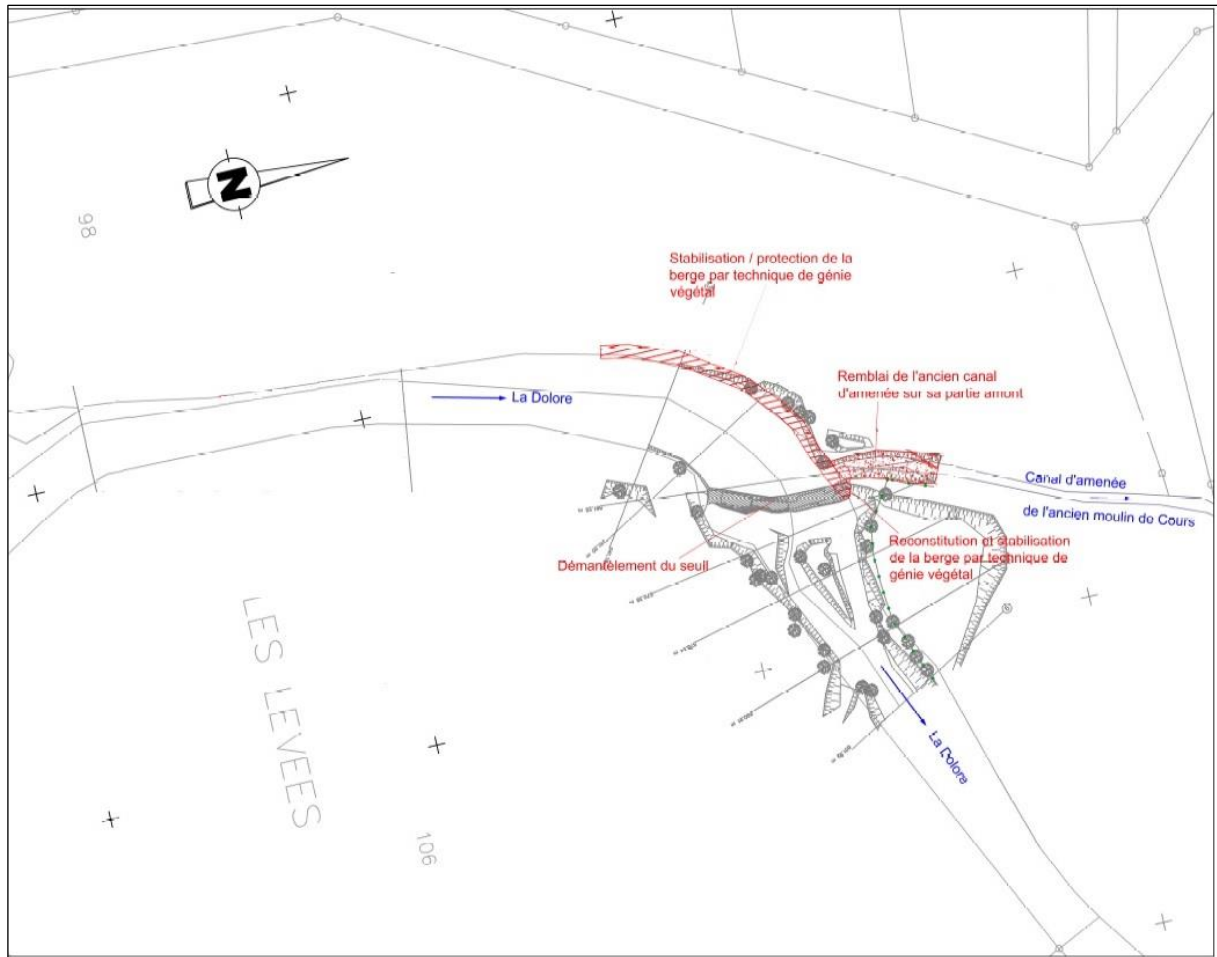 N
98
Stabilisation / protection de la
berge par technique de génie
végétal
Remblai de l'ancien canal
d'amenée sur sa partie amont
La Dolore
Canal d'amenée
de l'ancien moulin de Cours
Reconstitution et stabilisation
de la berge par technique de
génie végétal
Démantèlement du seuil
LES LEVEES
La Dolore
106